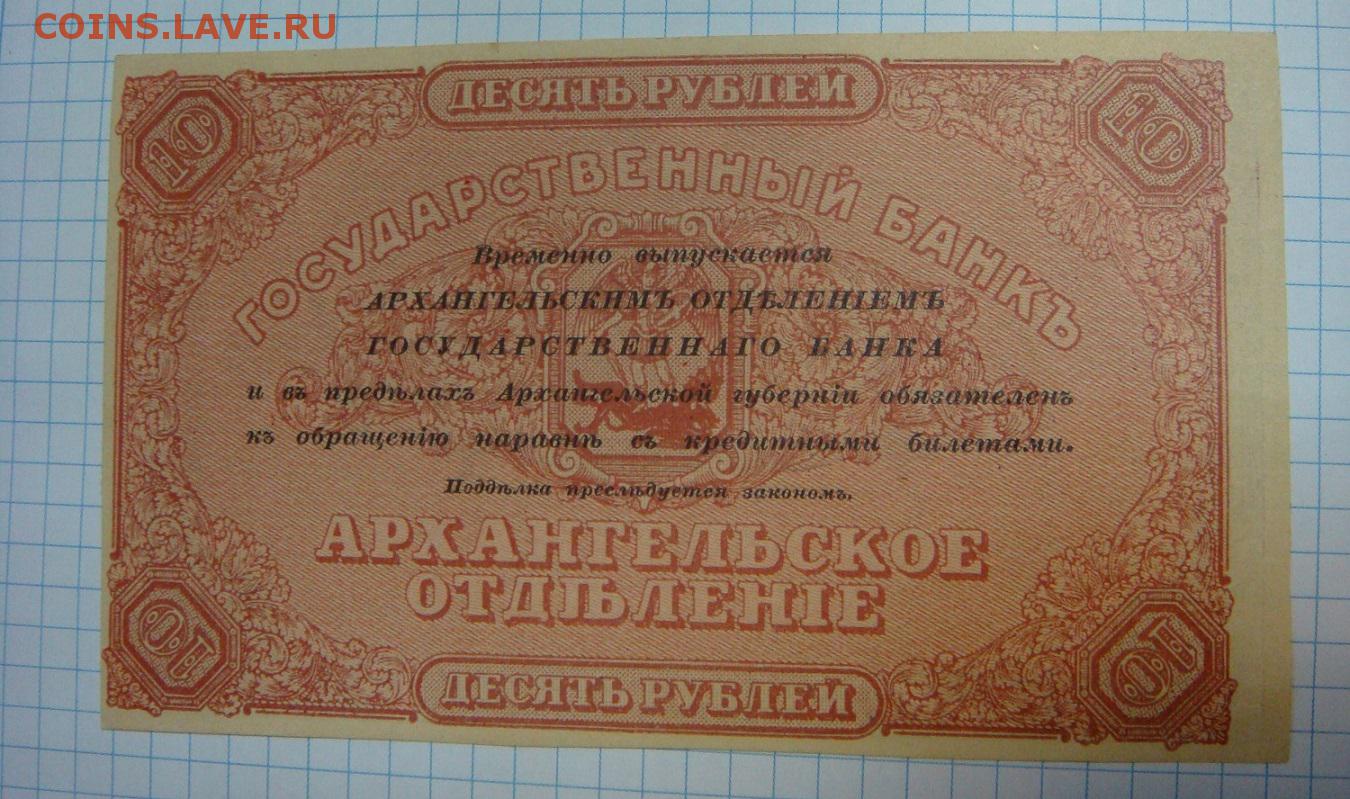 COINS.LAVE.RU
ДЕСЯТЬ РУБЛЕЙ
10 10
ГОСУДАРСТВЕННЫЙ БАНКЪ
Временно выпускается
АРХАНГЕЛЬСКИМЪ ОТДѢЛЕНІЕМЪ
ГОСУДАРСТВЕННАГО БАНКА
и въ предѣлахъ Архангельской губерніи обязателенъ
къ обращенію наравнѣ съ кредитными билетами.
Поддѣлка преслѣдуется закономъ.
АРХАНГЕЛЬСКОЕ
ОТДѢЛЕНІЕ
10 10
ДЕСЯТЬ РУБЛЕЙ